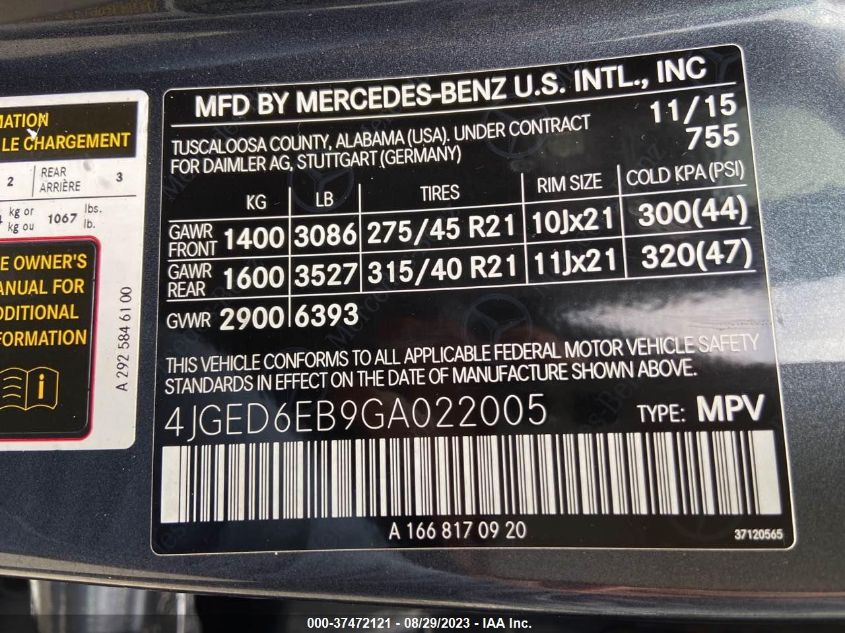 MATION
LE CHARGEMENT
2 REAR ARRIÈRE 3
kg or kg ou 1067 lbs. lb.
E OWNER'S
ANUAL FOR
DDITIONAL
FORMATION
i
A 292 584 61 00
MFD BY MERCEDES-BENZ U.S. INTL., INC
TUSCALOOSA COUNTY, ALABAMA (USA). UNDER CONTRACT 11/15
FOR DAIMLER AG, STUTTGART (GERMANY) 755
KG LB TIRES RIM SIZE COLD KPA (PSI)
GAWR FRONT 1400 3086 275/45 R21 10Jx21 300(44)
GAWR REAR 1600 3527 315/40 R21 11Jx21 320(47)
GVWR 2900 6393
THIS VEHICLE CONFORMS TO ALL APPLICABLE FEDERAL MOTOR VEHICLE SAFETY
STANDARDS IN EFFECT ON THE DATE OF MANUFACTURE SHOWN ABOVE.
4JGED6EB9GA022005 TYPE: MPV
A 166 817 09 20 37120565
000-37472121 - 08/29/2023 - IAA Inc.